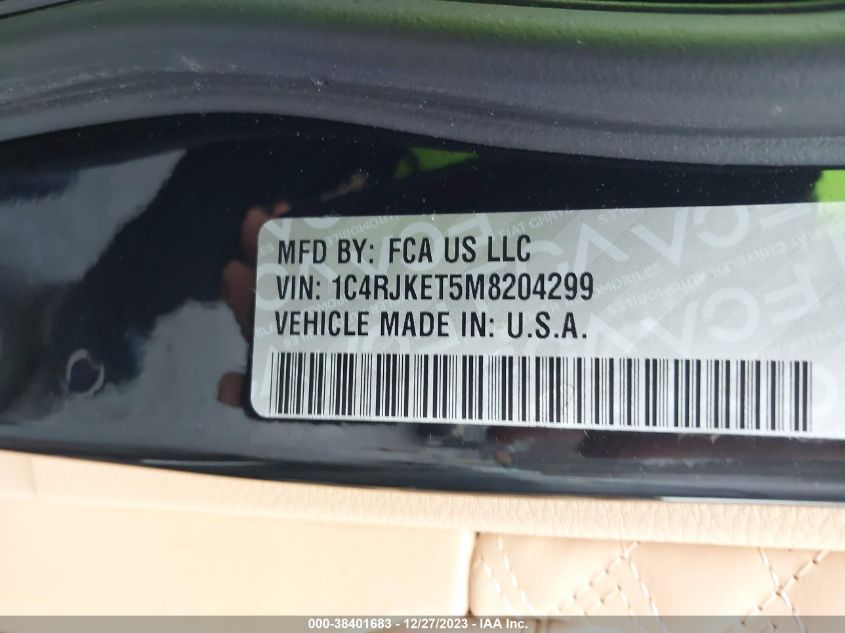 MFD BY: FCA US LLC
VIN: 1C4RJKET5M8204299
VEHICLE MADE IN: U.S.A.
000-38401683 - 12/27/2023 - IAA Inc.